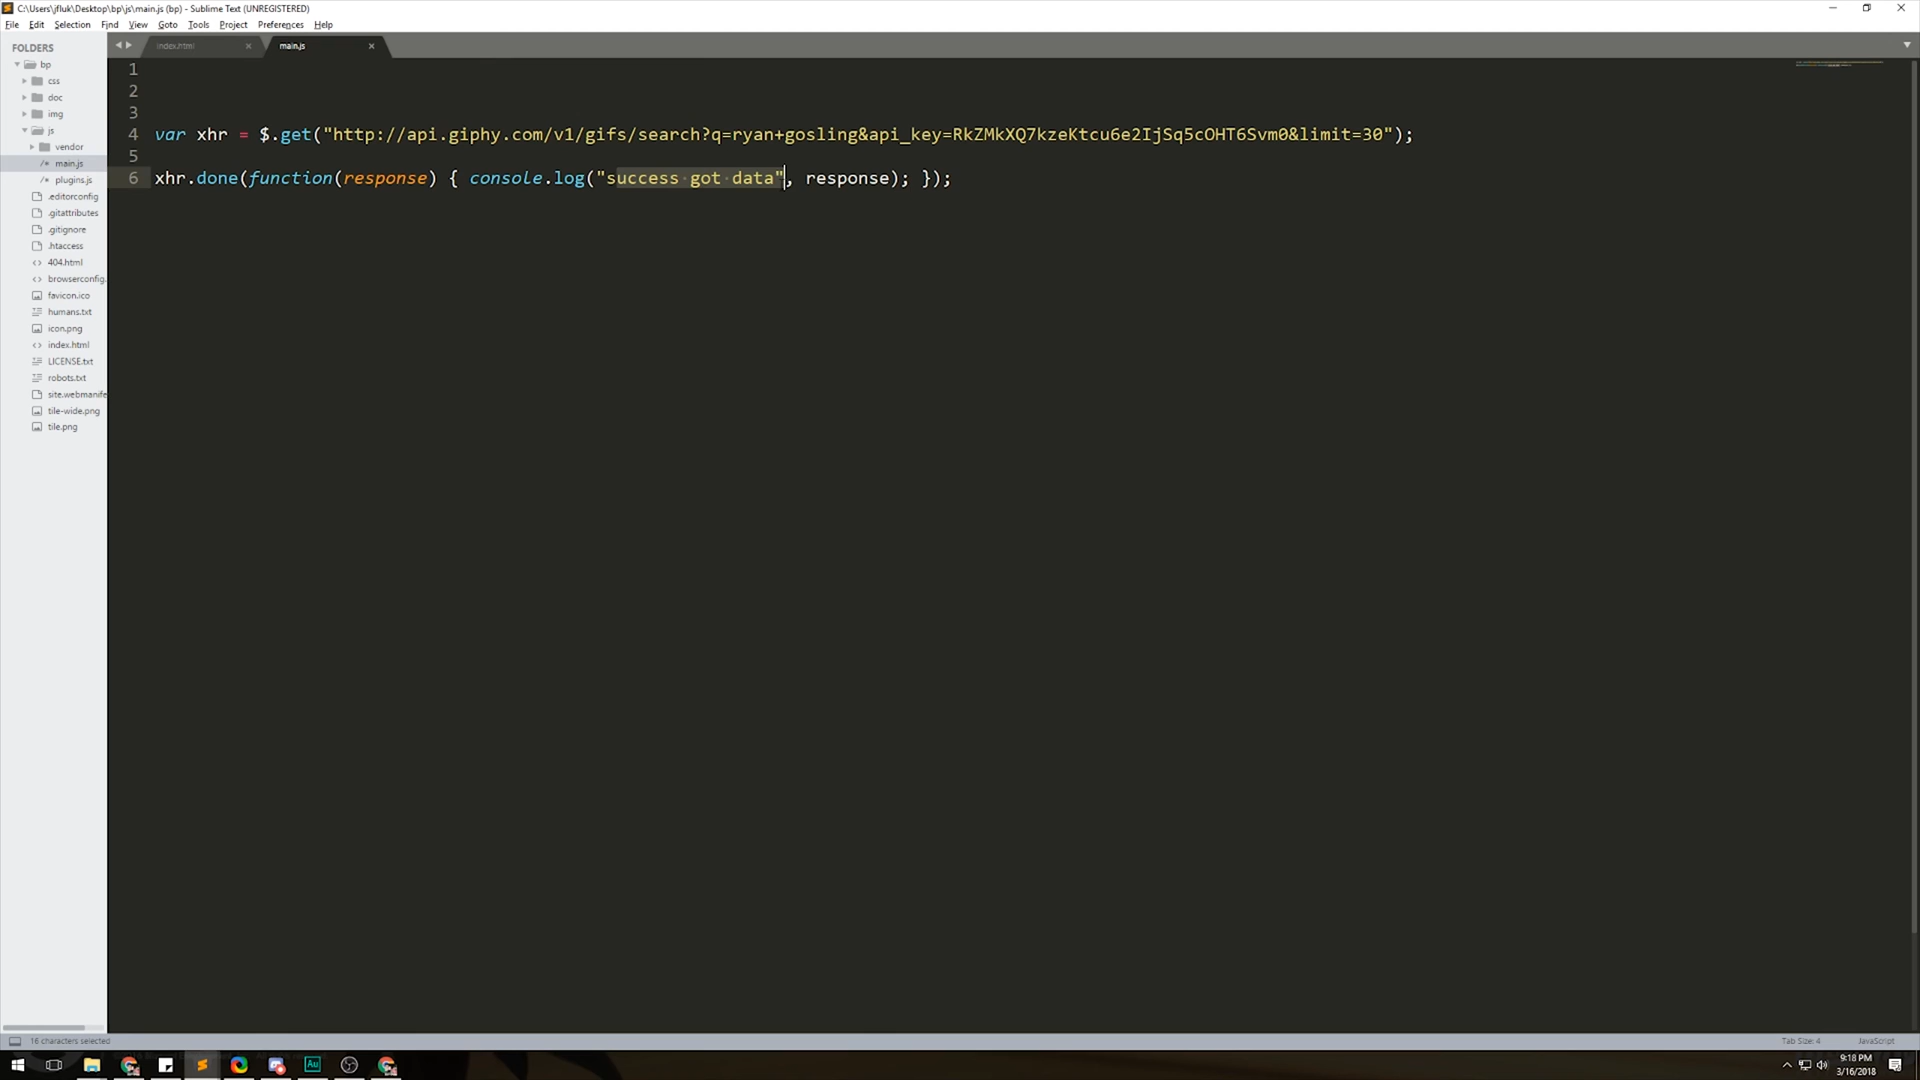 C:\Users\jfluk\Desktop\bp\js\main.js (bp) - Sublime Text (UNREGISTERED)
File Edit Selection Find View Goto Tools Project Preferences Help
FOLDERS
bp
css
doc
img
js
vendor
main.js
plugins.js
.editorconfig
.gitattributes
.gitignore
.htaccess
404.html
browserconfig.
favicon.ico
humans.txt
icon.png
index.html
LICENSE.txt
robots.txt
site.webmanife
tile-wide.png
tile.png
index.html
main.js
1
2
3
4 var xhr = $.get("http://api.giphy.com/v1/gifs/search?q=ryan+gosling&api_key=RkZMkXQ7kzeKtcu6e2IjSq5cOHT6Svm0&limit=30");
5
6 xhr.done(function(response) { console.log("success got data", response); });
16 characters selected
Tab Size: 4 JavaScript
Au
9:18 PM
3/16/2018